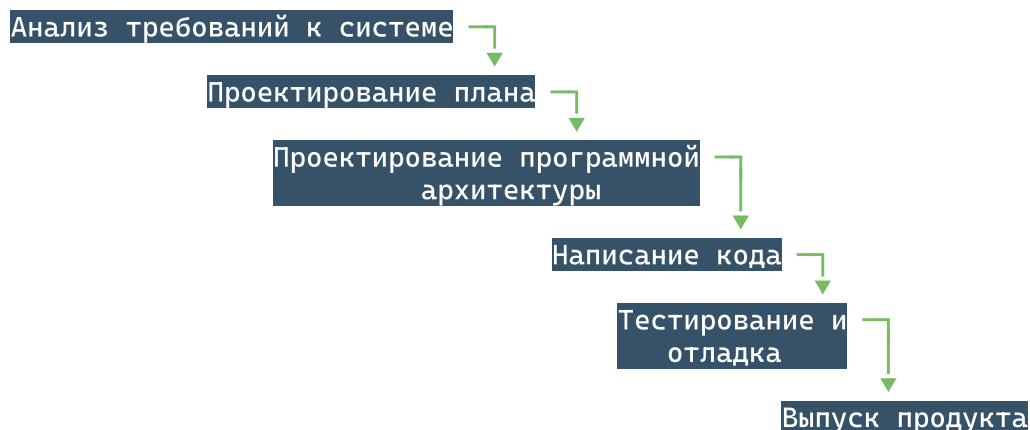 Анализ требований к системе
Проектирование плана
Проектирование программной
архитектуры
Написание кода
Тестирование и
отладка
Выпуск продукта